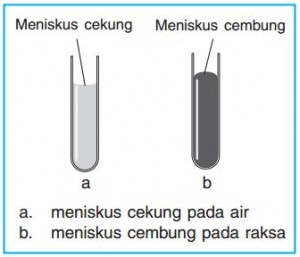 Meniskus cekung Meniskus cembung
a b
a. meniskus cekung pada air
b. meniskus cembung pada raksa